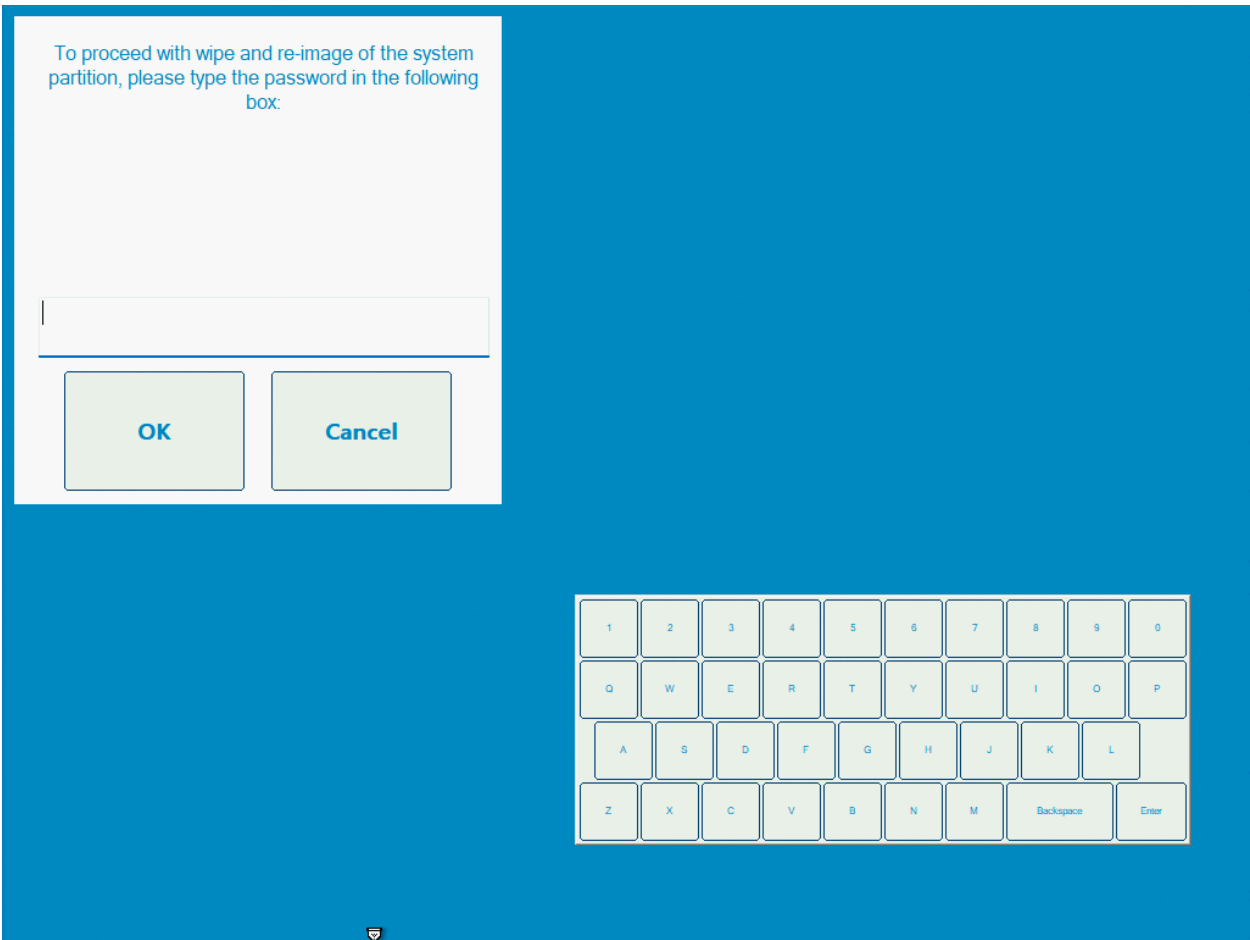 To proceed with wipe and re-image of the system
partition, please type the password in the following
box:
OK Cancel
1 2 3 4 5 6 7 8 9 0
Q W E R T Y U I O P
A S D F G H J K L
Z X C V B N M Backspace Enter